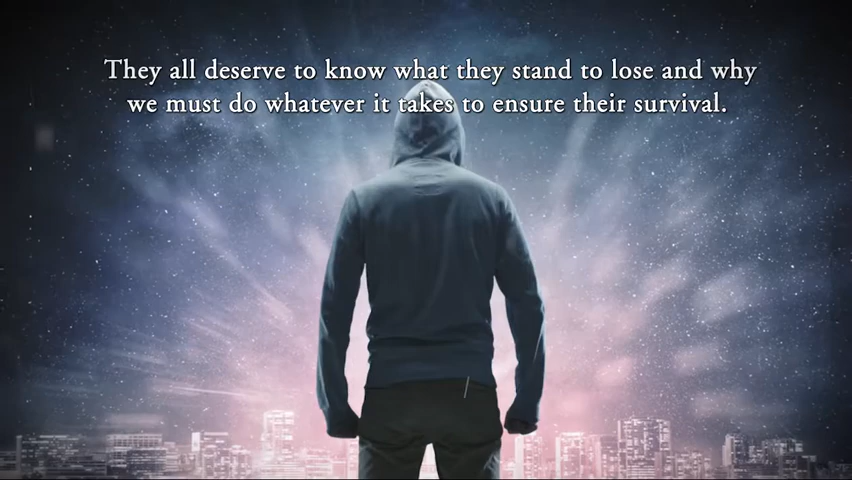 They all deserve to know what they stand to lose and why
we must do whatever it takes to ensure their survival.